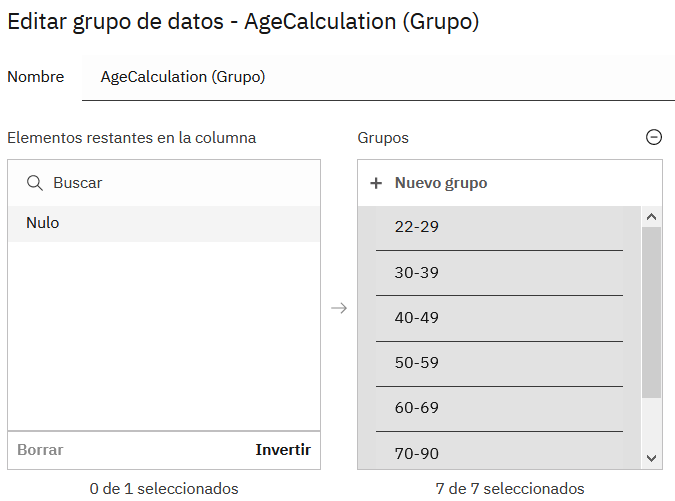 Editar grupo de datos - AgeCalculation (Grupo)
Nombre AgeCalculation (Grupo)
Elementos restantes en la columna
Buscar
Nulo
Borrar Invertir
0 de 1 seleccionados
Grupos
Nuevo grupo
22-29
30-39
40-49
50-59
60-69
70-90
7 de 7 seleccionados